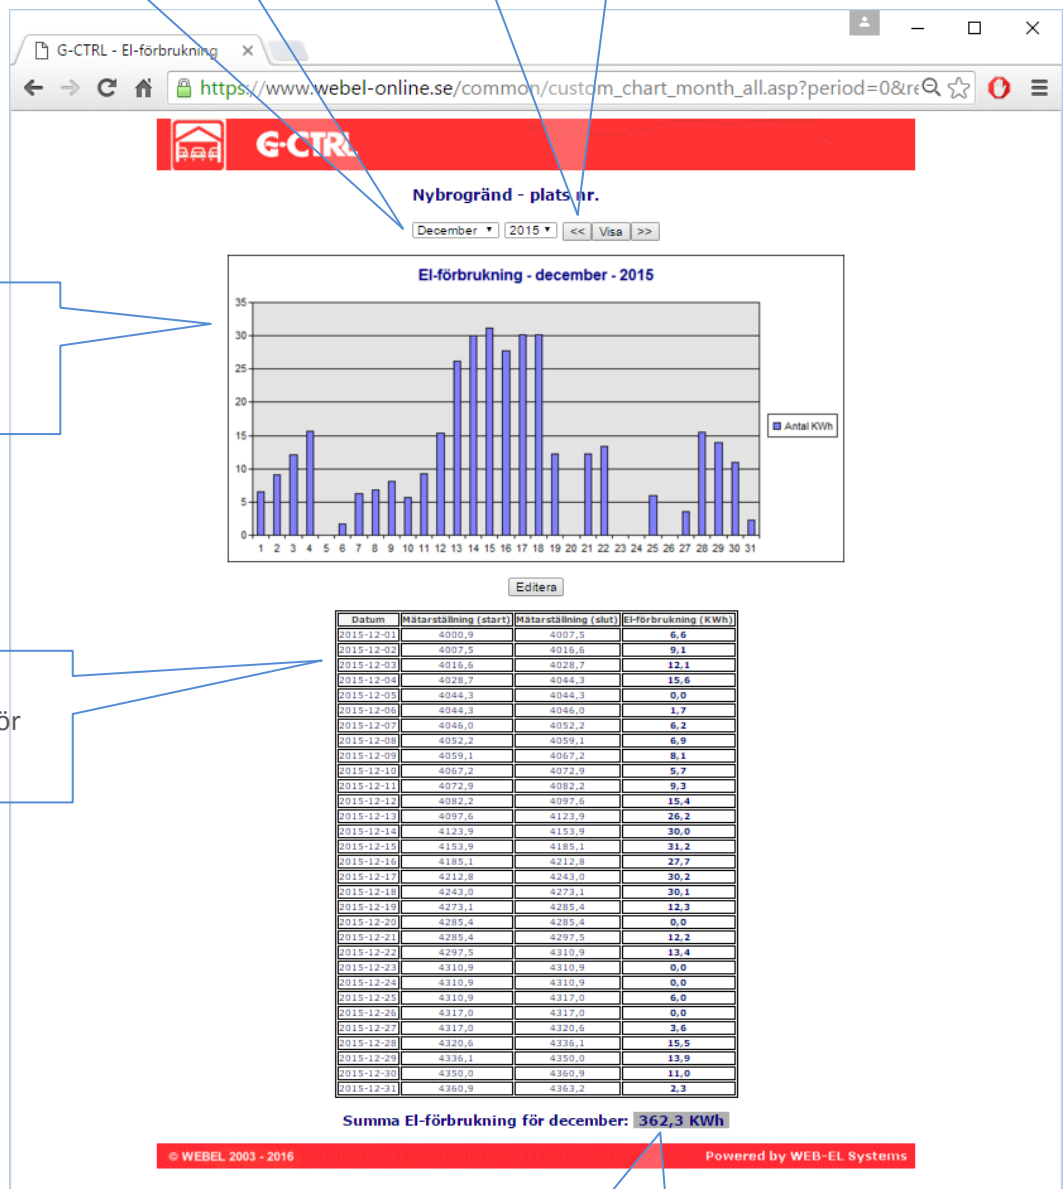 G-CTRL - El-förbrukning
https://www.webel-online.se/common/custom_chart_month_all.asp?period=0&re
G-CTRL
Nybrogränd - plats nr.
December 2015 << Visa >>
El-förbrukning - december - 2015
35
30
25
20
15
10
5
0
1 2 3 4 5 6 7 8 9 10 11 12 13 14 15 16 17 18 19 20 21 22 23 24 25 26 27 28 29 30 31
Antal KWh
Editera
Datum Mätarställning (start) Mätarställning (slut) El-förbrukning (KWh)
2015-12-01 4000,9 4007,5 6,6
2015-12-02 4007,5 4016,6 9,1
2015-12-03 4016,6 4028,7 12,1
2015-12-04 4028,7 4044,3 15,6
2015-12-05 4044,3 4044,3 0,0
2015-12-06 4044,3 4046,0 1,7
2015-12-07 4046,0 4052,2 6,2
2015-12-08 4052,2 4059,1 6,9
2015-12-09 4059,1 4067,2 8,1
2015-12-10 4067,2 4072,9 5,7
2015-12-11 4072,9 4082,2 9,3
2015-12-12 4082,2 4097,6 15,4
2015-12-13 4097,6 4123,9 26,2
2015-12-14 4123,9 4153,9 30,0
2015-12-15 4153,9 4185,1 31,2
2015-12-16 4185,1 4212,8 27,7
2015-12-17 4212,8 4243,0 30,2
2015-12-18 4243,0 4273,1 30,1
2015-12-19 4273,1 4285,4 12,3
2015-12-20 4285,4 4285,4 0,0
2015-12-21 4285,4 4297,5 12,2
2015-12-22 4297,5 4310,9 13,4
2015-12-23 4310,9 4310,9 0,0
2015-12-24 4310,9 4310,9 0,0
2015-12-25 4310,9 4317,0 6,0
2015-12-26 4317,0 4317,0 0,0
2015-12-27 4317,0 4320,6 3,6
2015-12-28 4320,6 4336,1 15,5
2015-12-29 4336,1 4350,0 13,9
2015-12-30 4350,0 4360,9 11,0
2015-12-31 4360,9 4363,2 2,3
ör
Summa El-förbrukning för december: 362,3 KWh
© WEBEL 2003 - 2016 Powered by WEB-EL Systems